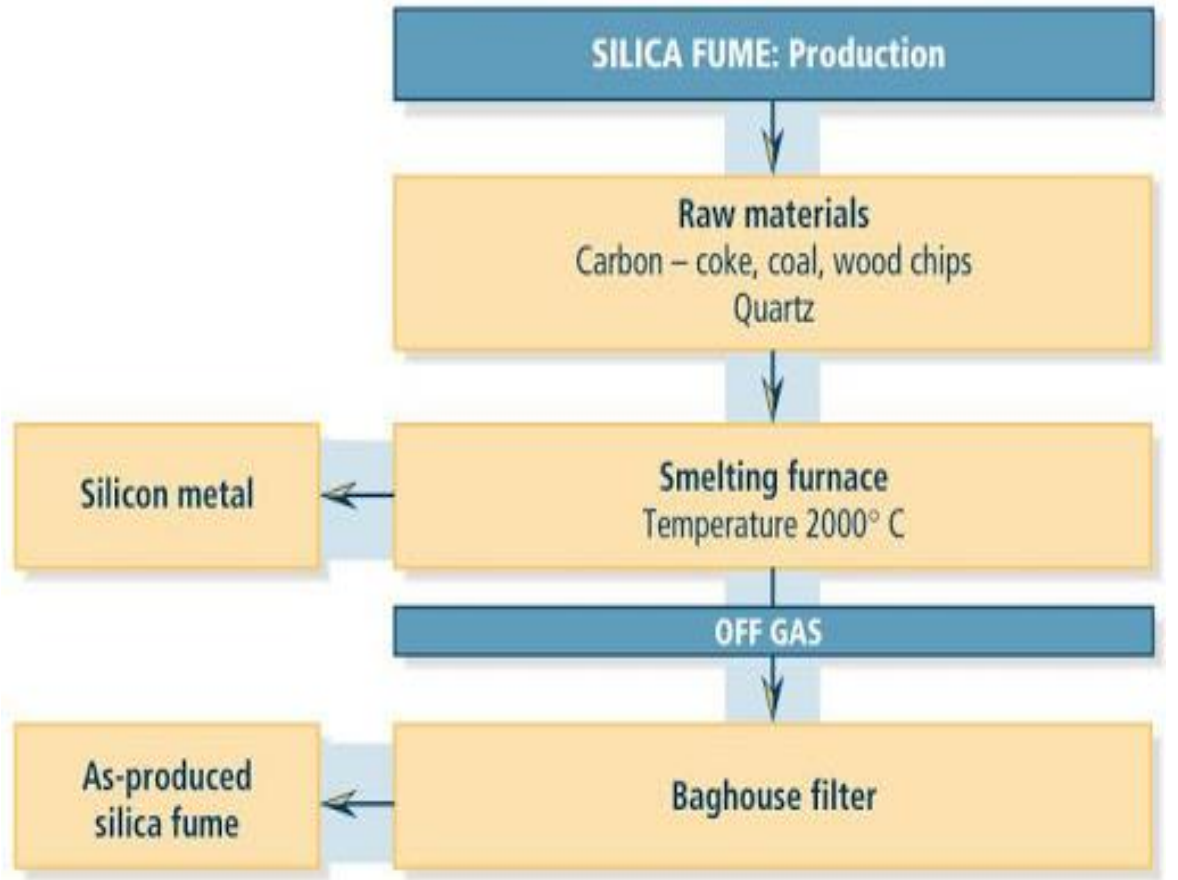 SILICA FUME: Production
Raw materials
Carbon – coke, coal, wood chips
Quartz
Silicon metal
Smelting furnace
Temperature 2000° C
OFF GAS
As-produced
silica fume
Baghouse filter